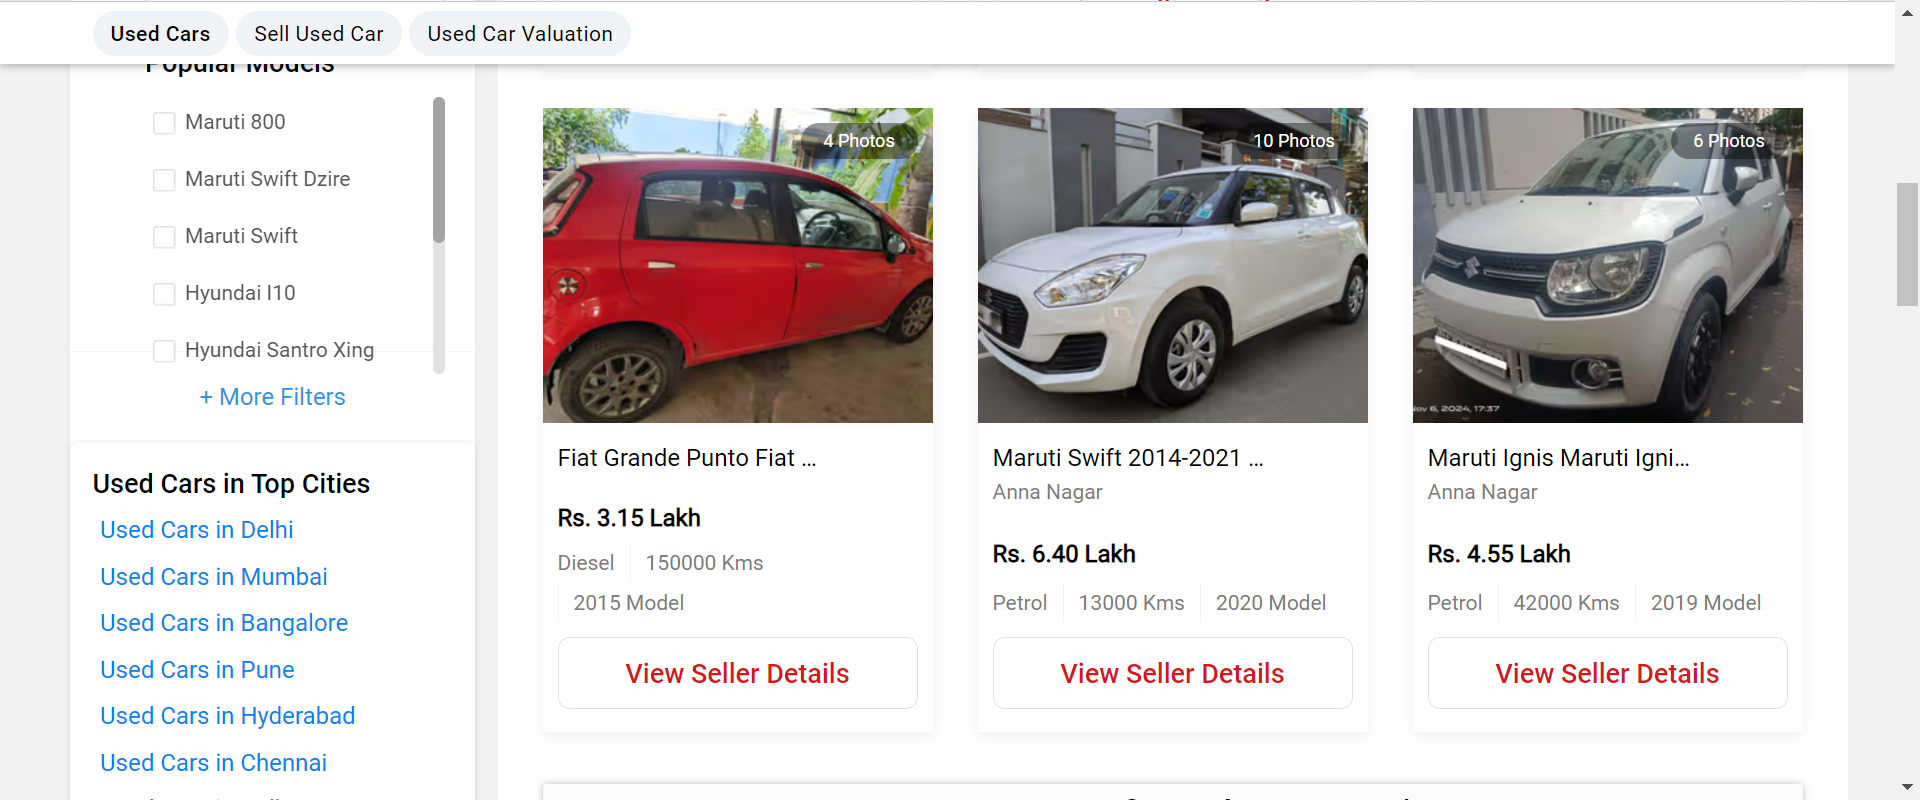 Used Cars
Sell Used Car
Used Car Valuation
Popular Models
Maruti 800
Maruti Swift Dzire
Maruti Swift
Hyundai I10
Hyundai Santro Xing
+ More Filters
Used Cars in Top Cities
Used Cars in Delhi
Used Cars in Mumbai
Used Cars in Bangalore
Used Cars in Pune
Used Cars in Hyderabad
Used Cars in Chennai
4 Photos
Fiat Grande Punto Fiat ...
Rs. 3.15 Lakh
Diesel
150000 Kms
2015 Model
View Seller Details
10 Photos
Maruti Swift 2014-2021 ...
Anna Nagar
Rs. 6.40 Lakh
Petrol
13000 Kms
2020 Model
View Seller Details
6 Photos
Nov 6, 2024, 17:37
Maruti Ignis Maruti Igni...
Anna Nagar
Rs. 4.55 Lakh
Petrol
42000 Kms
2019 Model
View Seller Details